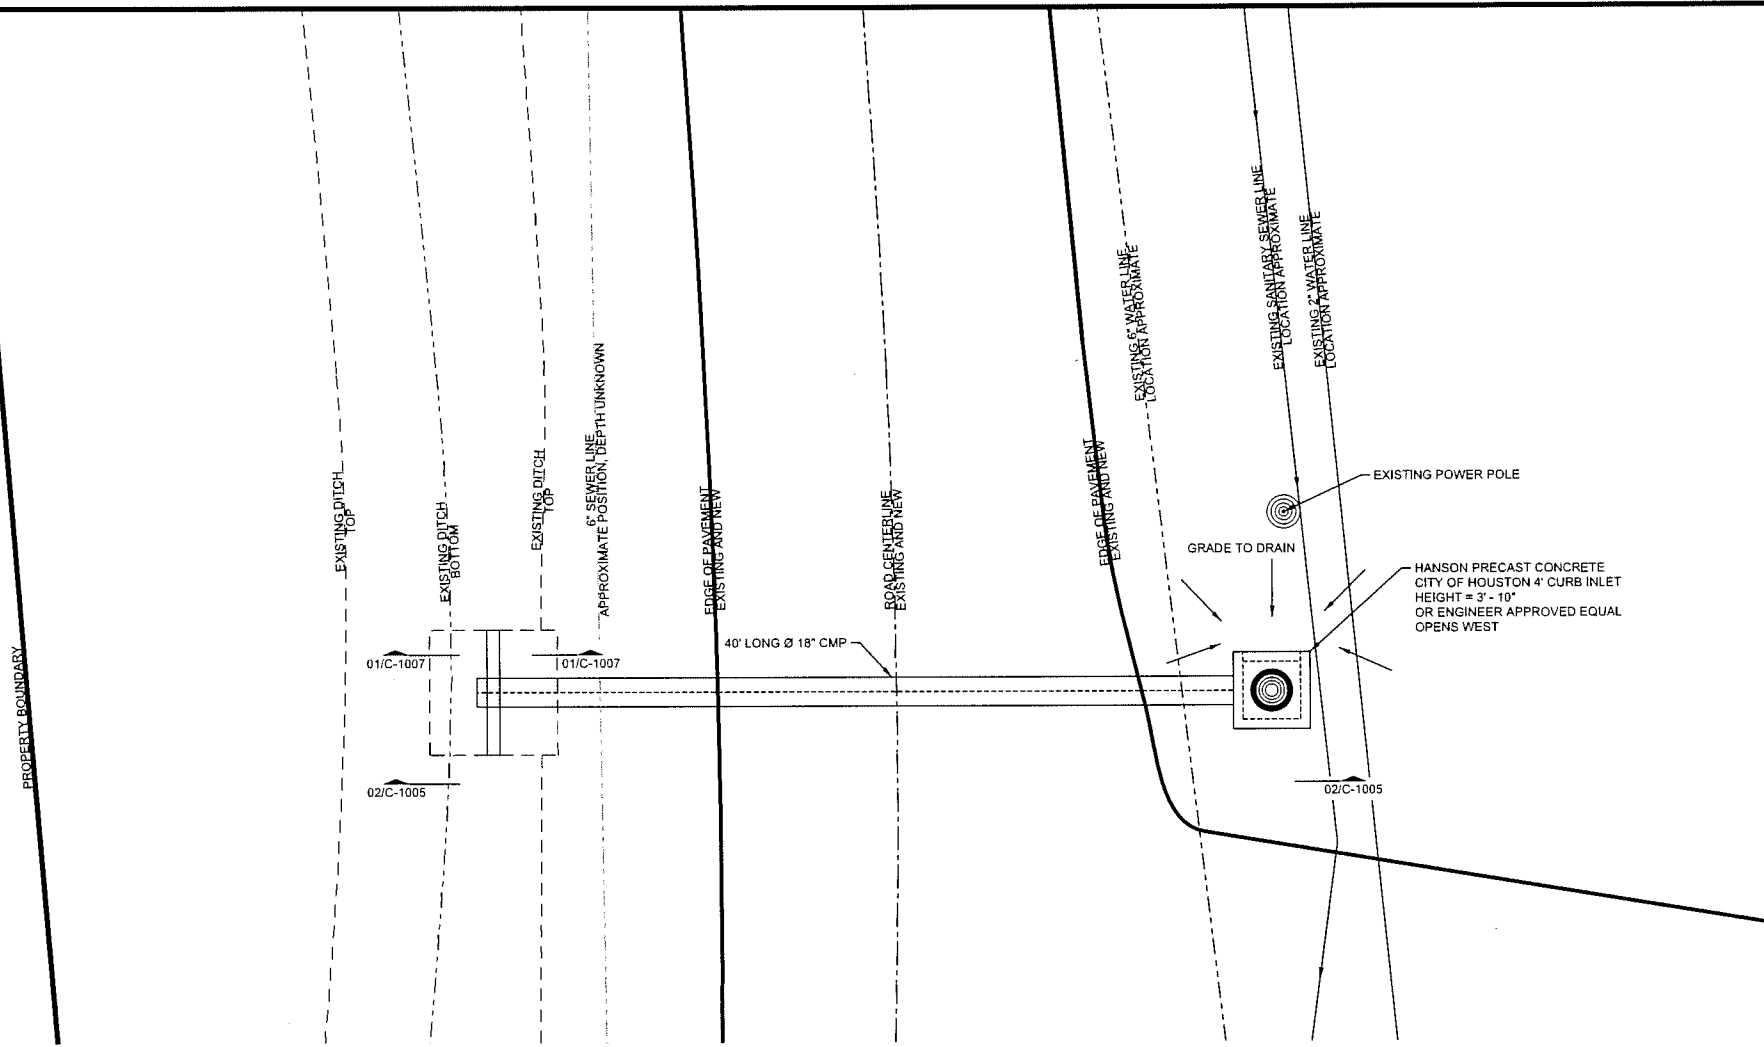 EXISTING SANITARY SEWER LINE
LOCATION APPROXIMATE
EXISTING 2" WATER LINE
LOCATION APPROXIMATE
EXISTING 6" WATER LINE
LOCATION APPROXIMATE
6" SEWER LINE
APPROXIMATE POSITION, DEPTH UNKNOWN
EXISTING DITCH
TOP
EXISTING DITCH
BOTTOM
EXISTING DITCH
TOP
EDGE OF PAVEMENT
EXISTING AND NEW
ROAD CENTERLINE
EXISTING AND NEW
EDGE OF PAVEMENT
EXISTING AND NEW
EXISTING POWER POLE
GRADE TO DRAIN
HANSON PRECAST CONCRETE
CITY OF HOUSTON 4' CURB INLET
HEIGHT = 3' - 10"
OR ENGINEER APPROVED EQUAL
OPENS WEST
40' LONG Ø 18" CMP
01/C-1007
01/C-1007
PROPERTY BOUNDARY
02/C-1005
02/C-1005